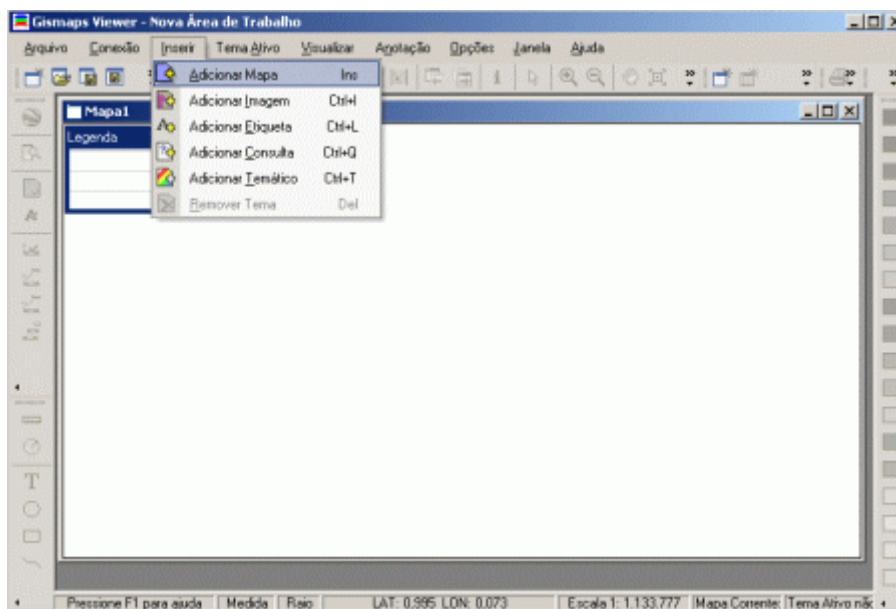 Gismaps Viewer - Nova Área de Trabalho
Arquivo Conexão Inserir Tema Ativo Visualizar Anotação Opções Janela Ajuda
Adicionar Mapa Ins
Adicionar Imagem Ctrl+I
Adicionar Etiqueta Ctrl+L
Adicionar Consulta Ctrl+Q
Adicionar Temático Ctrl+T
Remover Tema Del
Mapa1
Legenda
Pressione F1 para ajuda Medida Raio LAT: 0.995 LON: 0.073 Escala 1: 1.133.777 Mapa Corrente: Tema Ativo nã